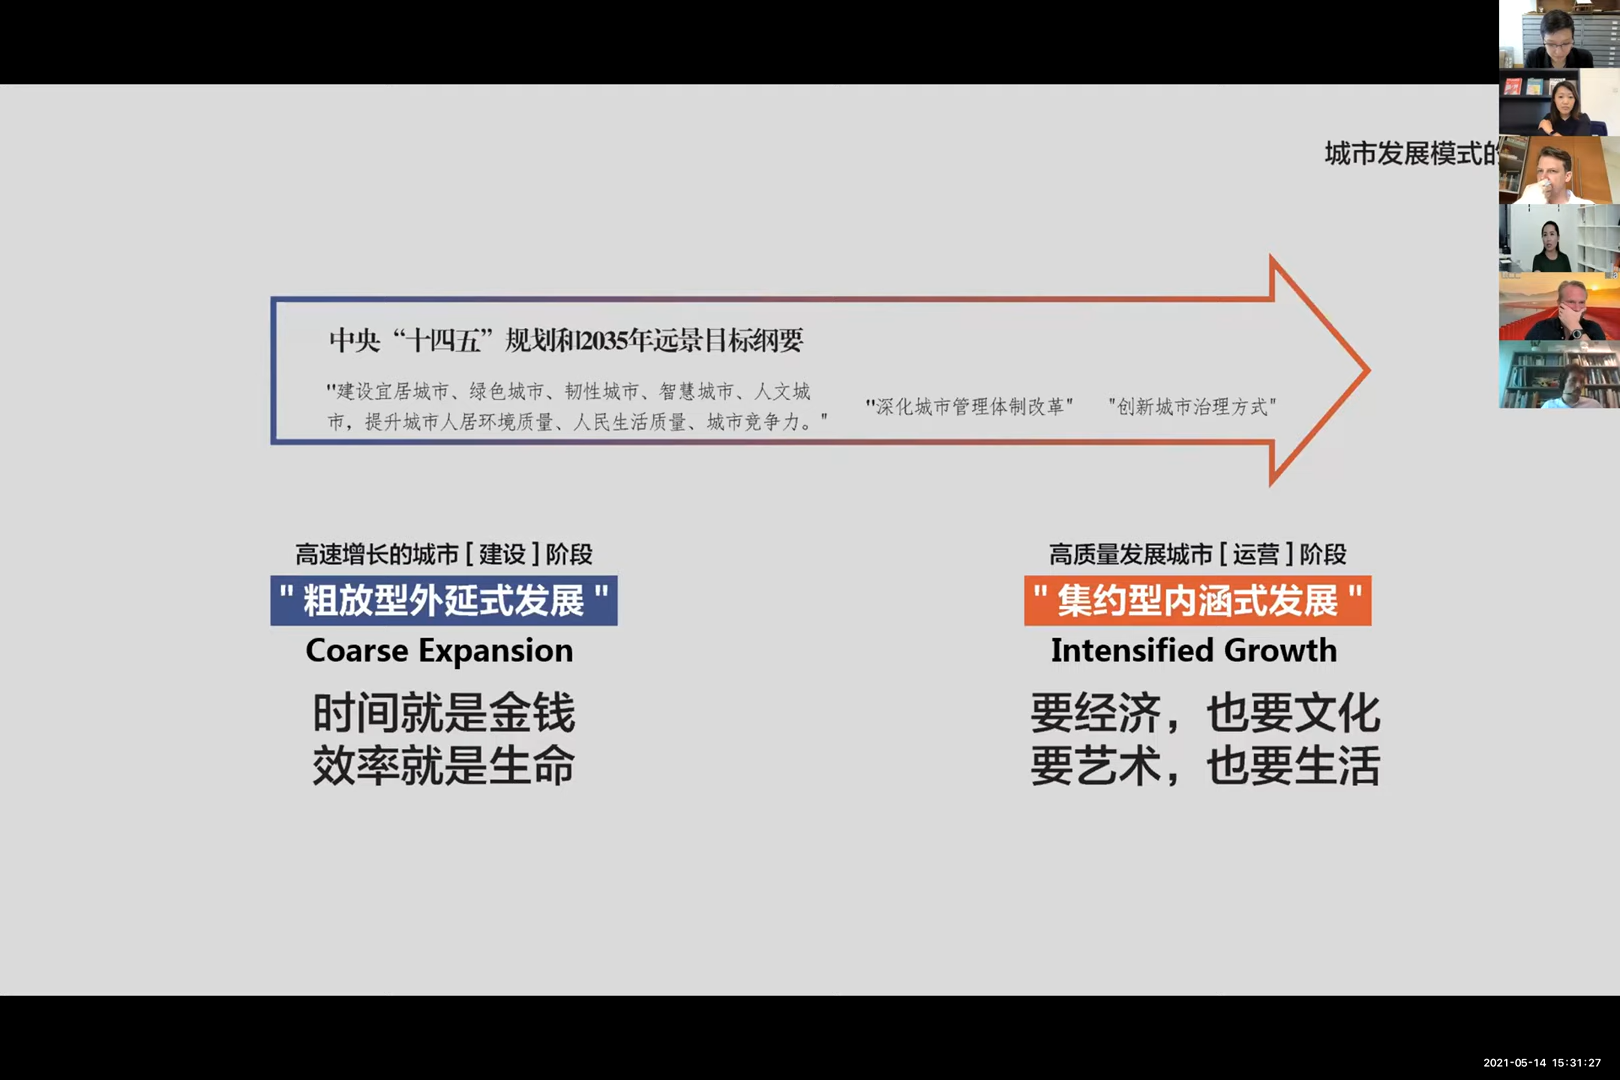 城市发展模式的
中央“十四五”规划和2035年远景目标纲要
"建设宜居城市、绿色城市、韧性城市、智慧城市、人文城
市，提升城市人居环境质量、人民生活质量、城市竞争力。"
"深化城市管理体制改革" "创新城市治理方式"
高速增长的城市 [ 建设 ] 阶段
" 粗放型外延式发展 "
Coarse Expansion
时间就是金钱
效率就是生命
高质量发展城市 [ 运营 ] 阶段
" 集约型内涵式发展 "
Intensified Growth
要经济，也要文化
要艺术，也要生活
2021-05-14 15:31:27